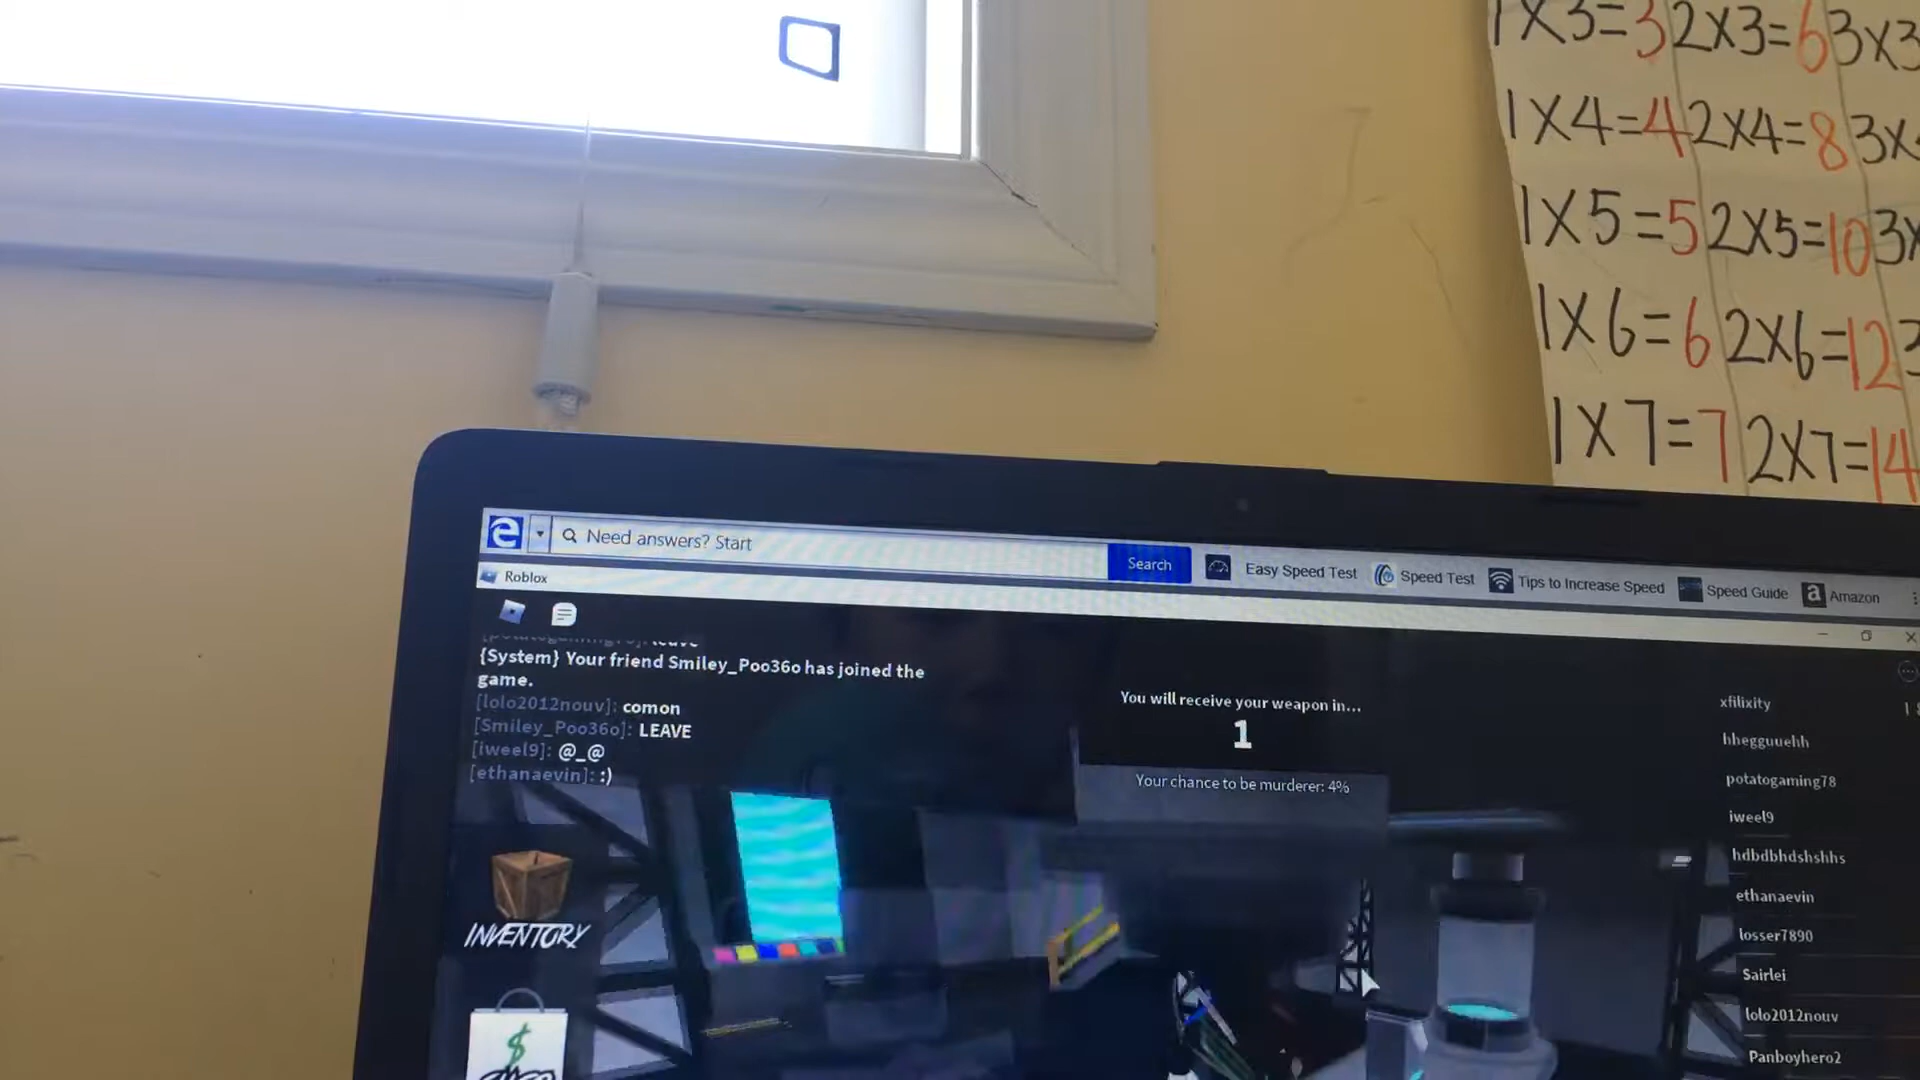 1X3=3 2X3=6 3X3
1X4=4 2X4=8 3X
1X5=5 2X5=10 3X
1X6=6 2X6=12 3
1X7=7 2X7=14
Need answers? Start
Search
Easy Speed Test
Speed Test
Tips to Increase Speed
Speed Guide
Amazon
Roblox
{System} Your friend Smiley_Poo36o has joined the
game.
[lolo2012nouv]: comon
[Smiley_Poo36o]: LEAVE
[iweel9]: @_@
[ethanaevin]: :)
You will receive your weapon in...
1
Your chance to be murderer: 4%
xfilixity
hhegguuehh
potatogaming78
iweel9
hdbdbhdshshhs
ethanaevin
losser7890
Sairlei
lolo2012nouv
Panboyhero2
INVENTORY
$